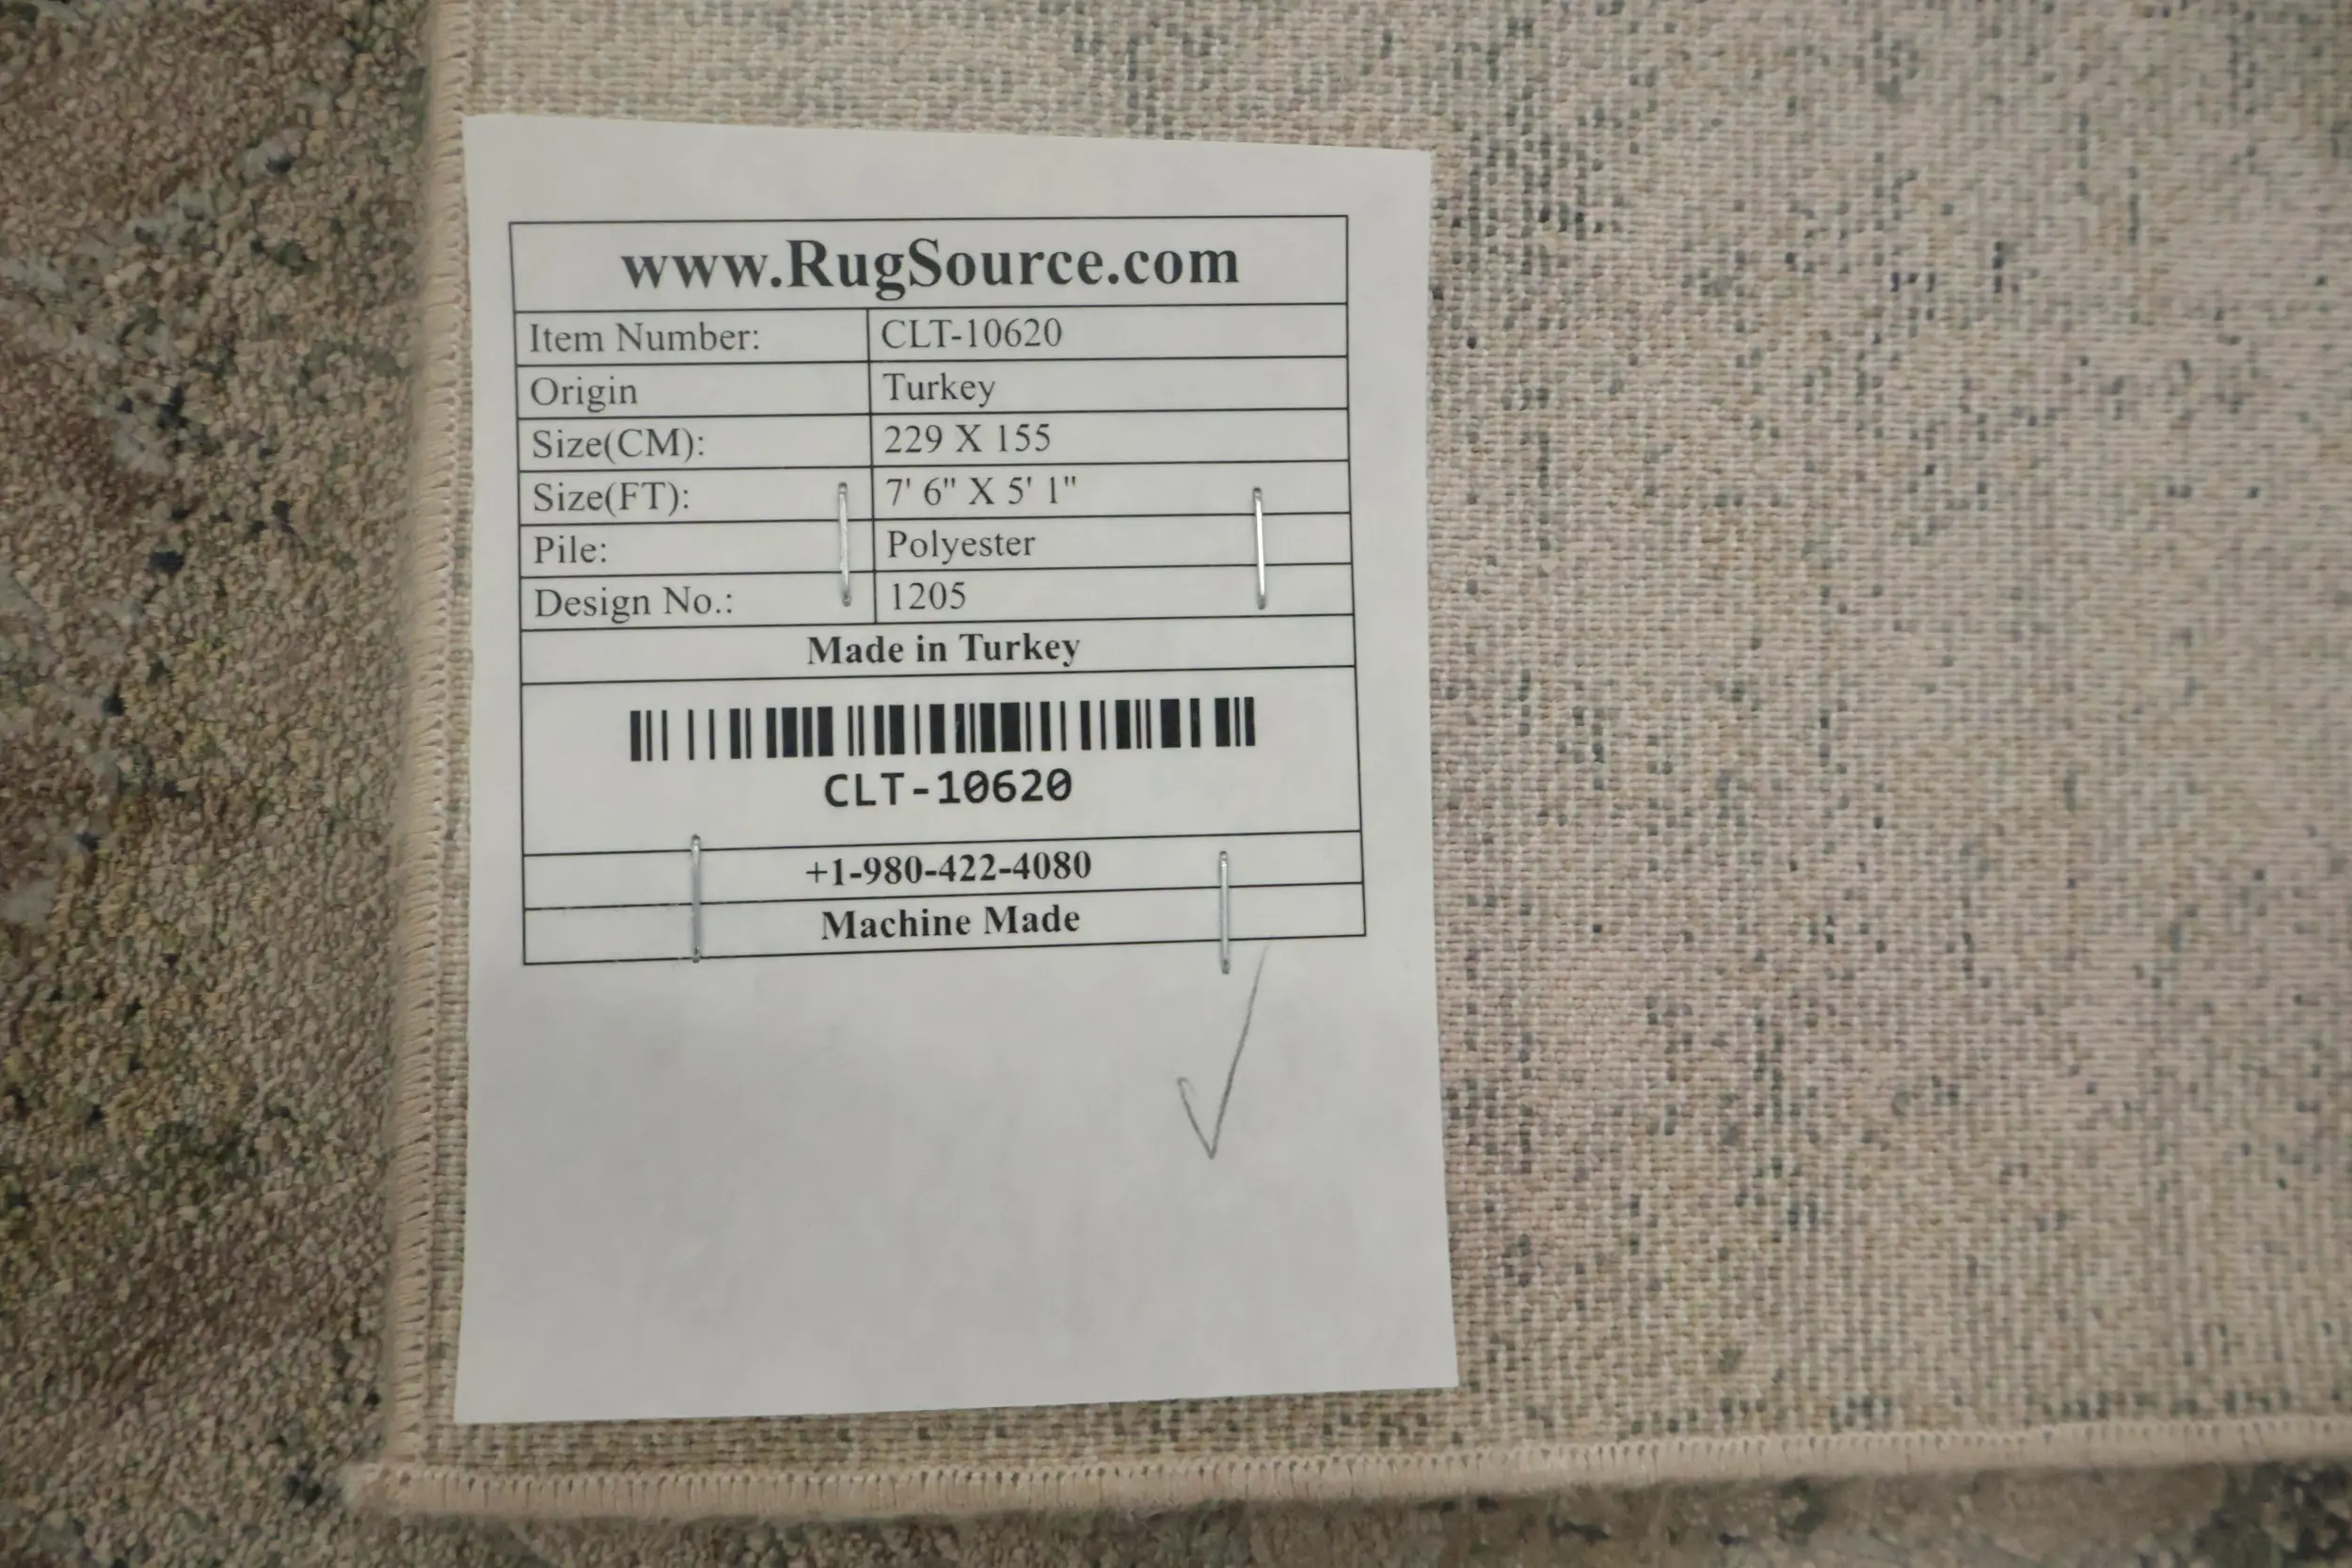 www.RugSource.com
Item Number: CLT-10620
Origin Turkey
Size(CM): 229 X 155
Size(FT): 7' 6" X 5' 1"
Pile: Polyester
Design No.: 1205
Made in Turkey
CLT-10620
+1-980-422-4080
Machine Made